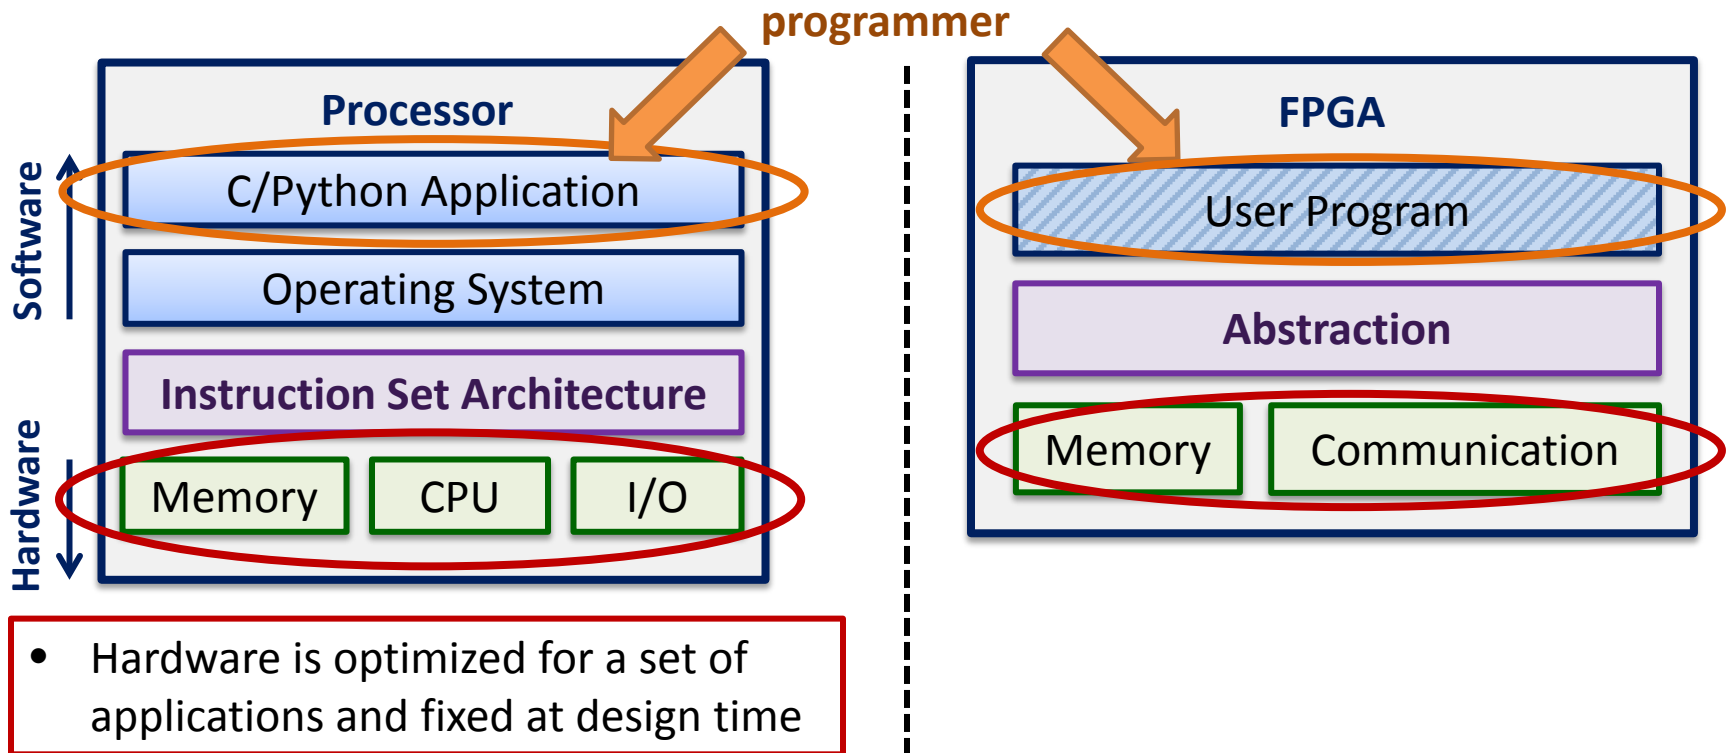 programmer
Processor
Software
C/Python Application
Operating System
Instruction Set Architecture
Hardware
Memory
CPU
I/O
• Hardware is optimized for a set of
applications and fixed at design time
FPGA
User Program
Abstraction
Memory
Communication